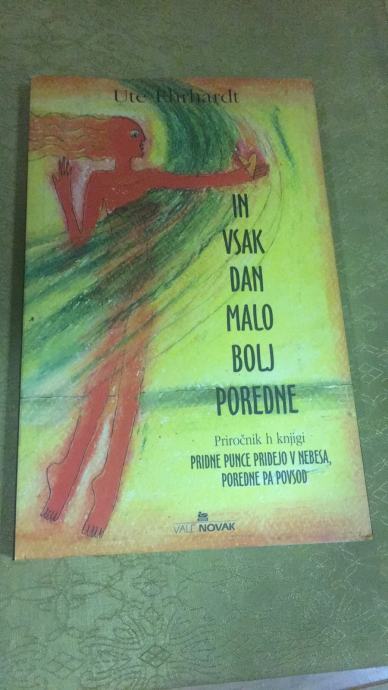 Ute Ehrhardt
IN
VSAK
DAN
MALO
BOLJ
POREDNE
Priročnik h knjigi
PRIDNE PUNCE PRIDEJO V NEBESA,
POREDNE PA POVSOD
VALE NOVAK